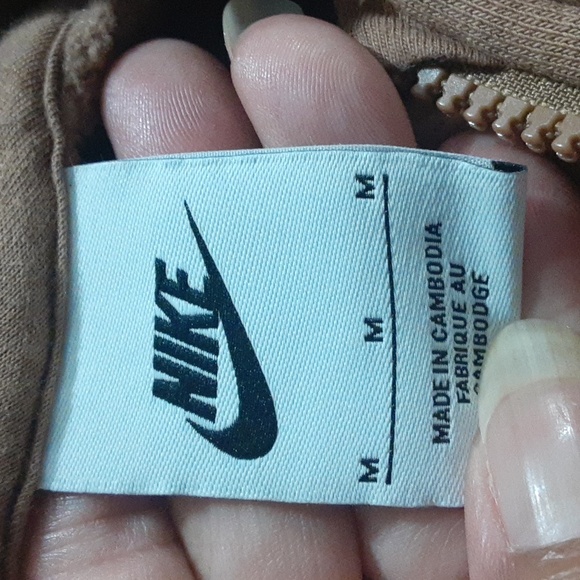 NIKE
M M M
MADE IN CAMBODIA
FABRIQUE AU
CAMBODGE